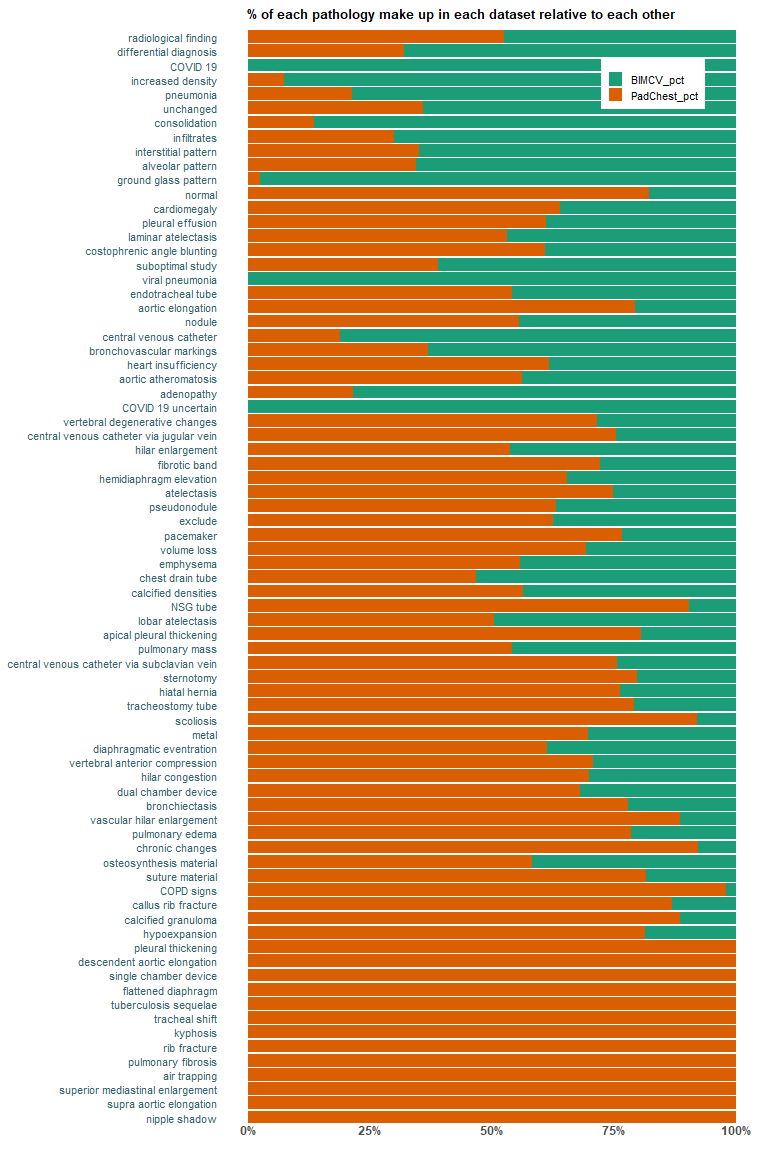 % of each pathology make up in each dataset relative to each other
radiological finding
differential diagnosis
COVID 19
BIMCV_pct
increased density
PadChest_pct
pneumonia
unchanged
consolidation
infiltrates
interstitial pattern
alveolar pattern
ground glass pattern
normal
cardiomegaly
pleural effusion
laminar atelectasis
costophrenic angle blunting
suboptimal study
viral pneumonia
endotracheal tube
aortic elongation
nodule
central venous catheter
bronchovascular markings
heart insufficiency
aortic atheromatosis
adenopathy
COVID 19 uncertain
vertebral degenerative changes
central venous catheter via jugular vein
hilar enlargement
fibrotic band
hemidiaphragm elevation
atelectasis
pseudonodule
exclude
pacemaker
volume loss
emphysema
chest drain tube
calcified densities
NSG tube
lobar atelectasis
apical pleural thickening
pulmonary mass
central venous catheter via subclavian vein
sternotomy
hiatal hernia
tracheostomy tube
scoliosis
metal
diaphragmatic eventration
vertebral anterior compression
hilar congestion
dual chamber device
bronchiectasis
vascular hilar enlargement
pulmonary edema
chronic changes
osteosynthesis material
suture material
COPD signs
callus rib fracture
calcified granuloma
hypoexpansion
pleural thickening
descendent aortic elongation
single chamber device
flattened diaphragm
tuberculosis sequelae
tracheal shift
kyphosis
rib fracture
pulmonary fibrosis
air trapping
superior mediastinal enlargement
supra aortic elongation
nipple shadow
0% 25% 50% 75% 100%